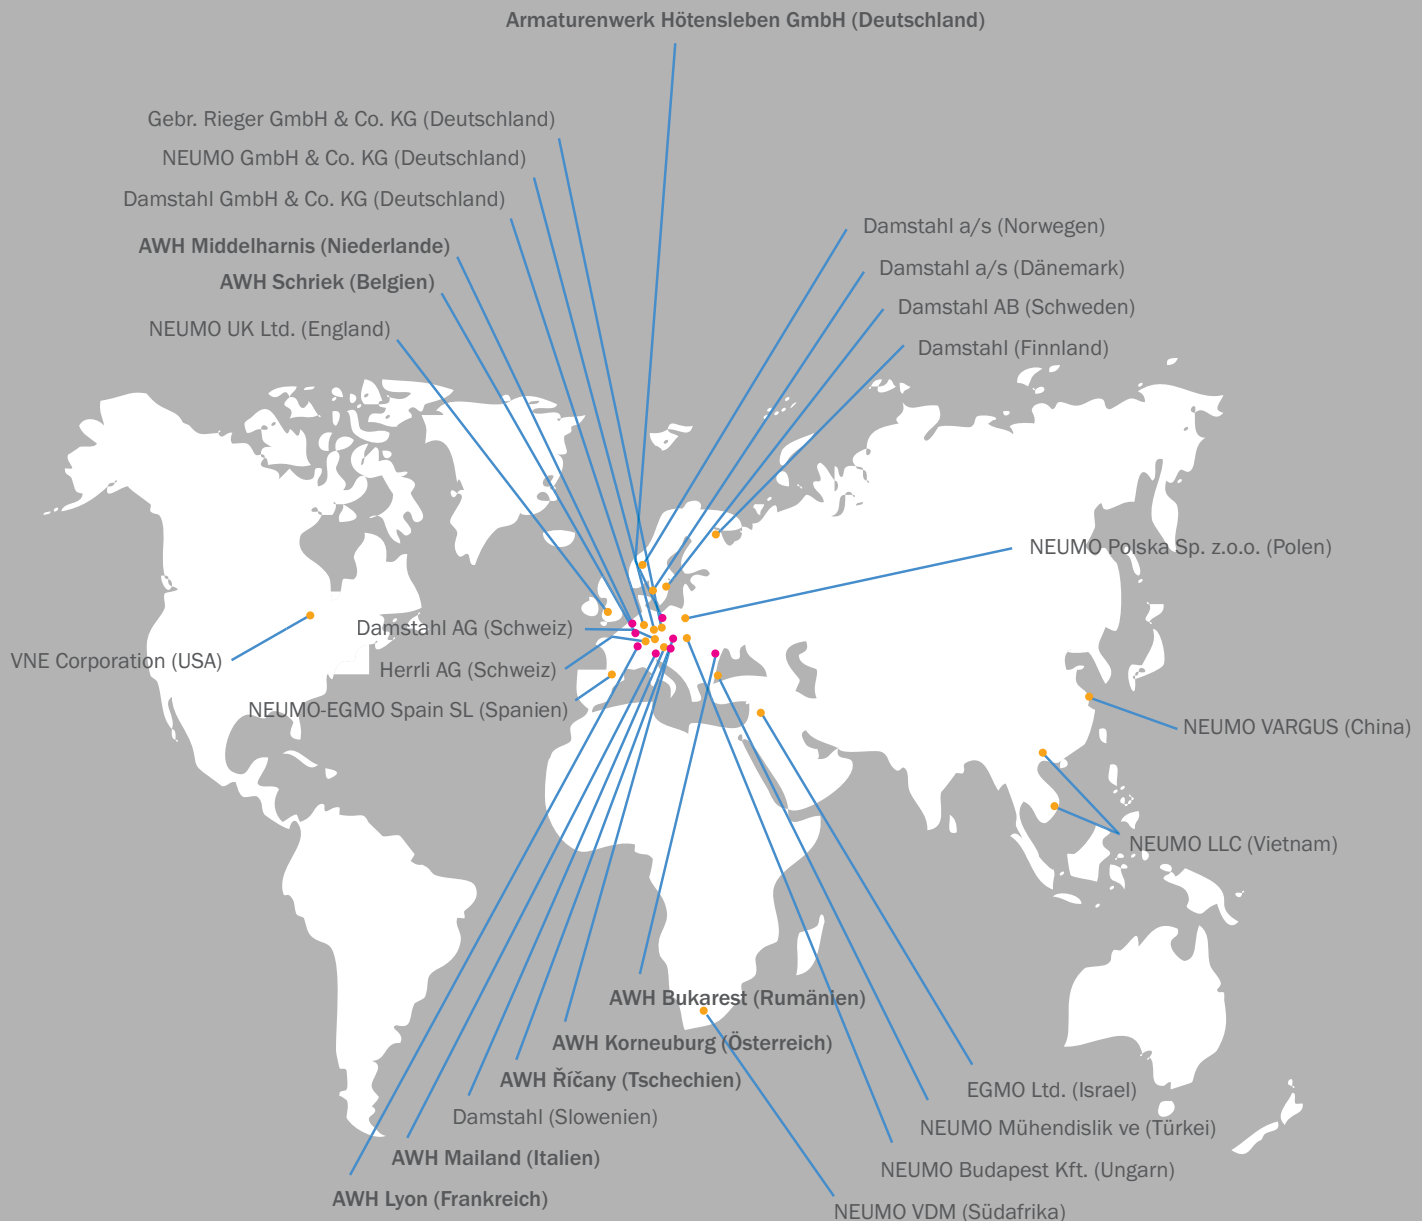 Armaturenwerk Hötensleben GmbH (Deutschland)
Gebr. Rieger GmbH & Co. KG (Deutschland)
NEUMO GmbH & Co. KG (Deutschland)
Damstahl GmbH & Co. KG (Deutschland)
AWH Middelharnis (Niederlande)
AWH Schriek (Belgien)
NEUMO UK Ltd. (England)
Damstahl a/s (Norwegen)
Damstahl a/s (Dänemark)
Damstahl AB (Schweden)
Damstahl (Finnland)
NEUMO Polska Sp. z.o.o. (Polen)
Damstahl AG (Schweiz)
VNE Corporation (USA)
Herrli AG (Schweiz)
NEUMO-EGMO Spain SL (Spanien)
NEUMO VARGUS (China)
NEUMO LLC (Vietnam)
AWH Bukarest (Rumänien)
AWH Korneuburg (Österreich)
AWH Říčany (Tschechien)
Damstahl (Slowenien)
AWH Mailand (Italien)
AWH Lyon (Frankreich)
EGMO Ltd. (Israel)
NEUMO Mühendislik ve (Türkei)
NEUMO Budapest Kft. (Ungarn)
NEUMO VDM (Südafrika)